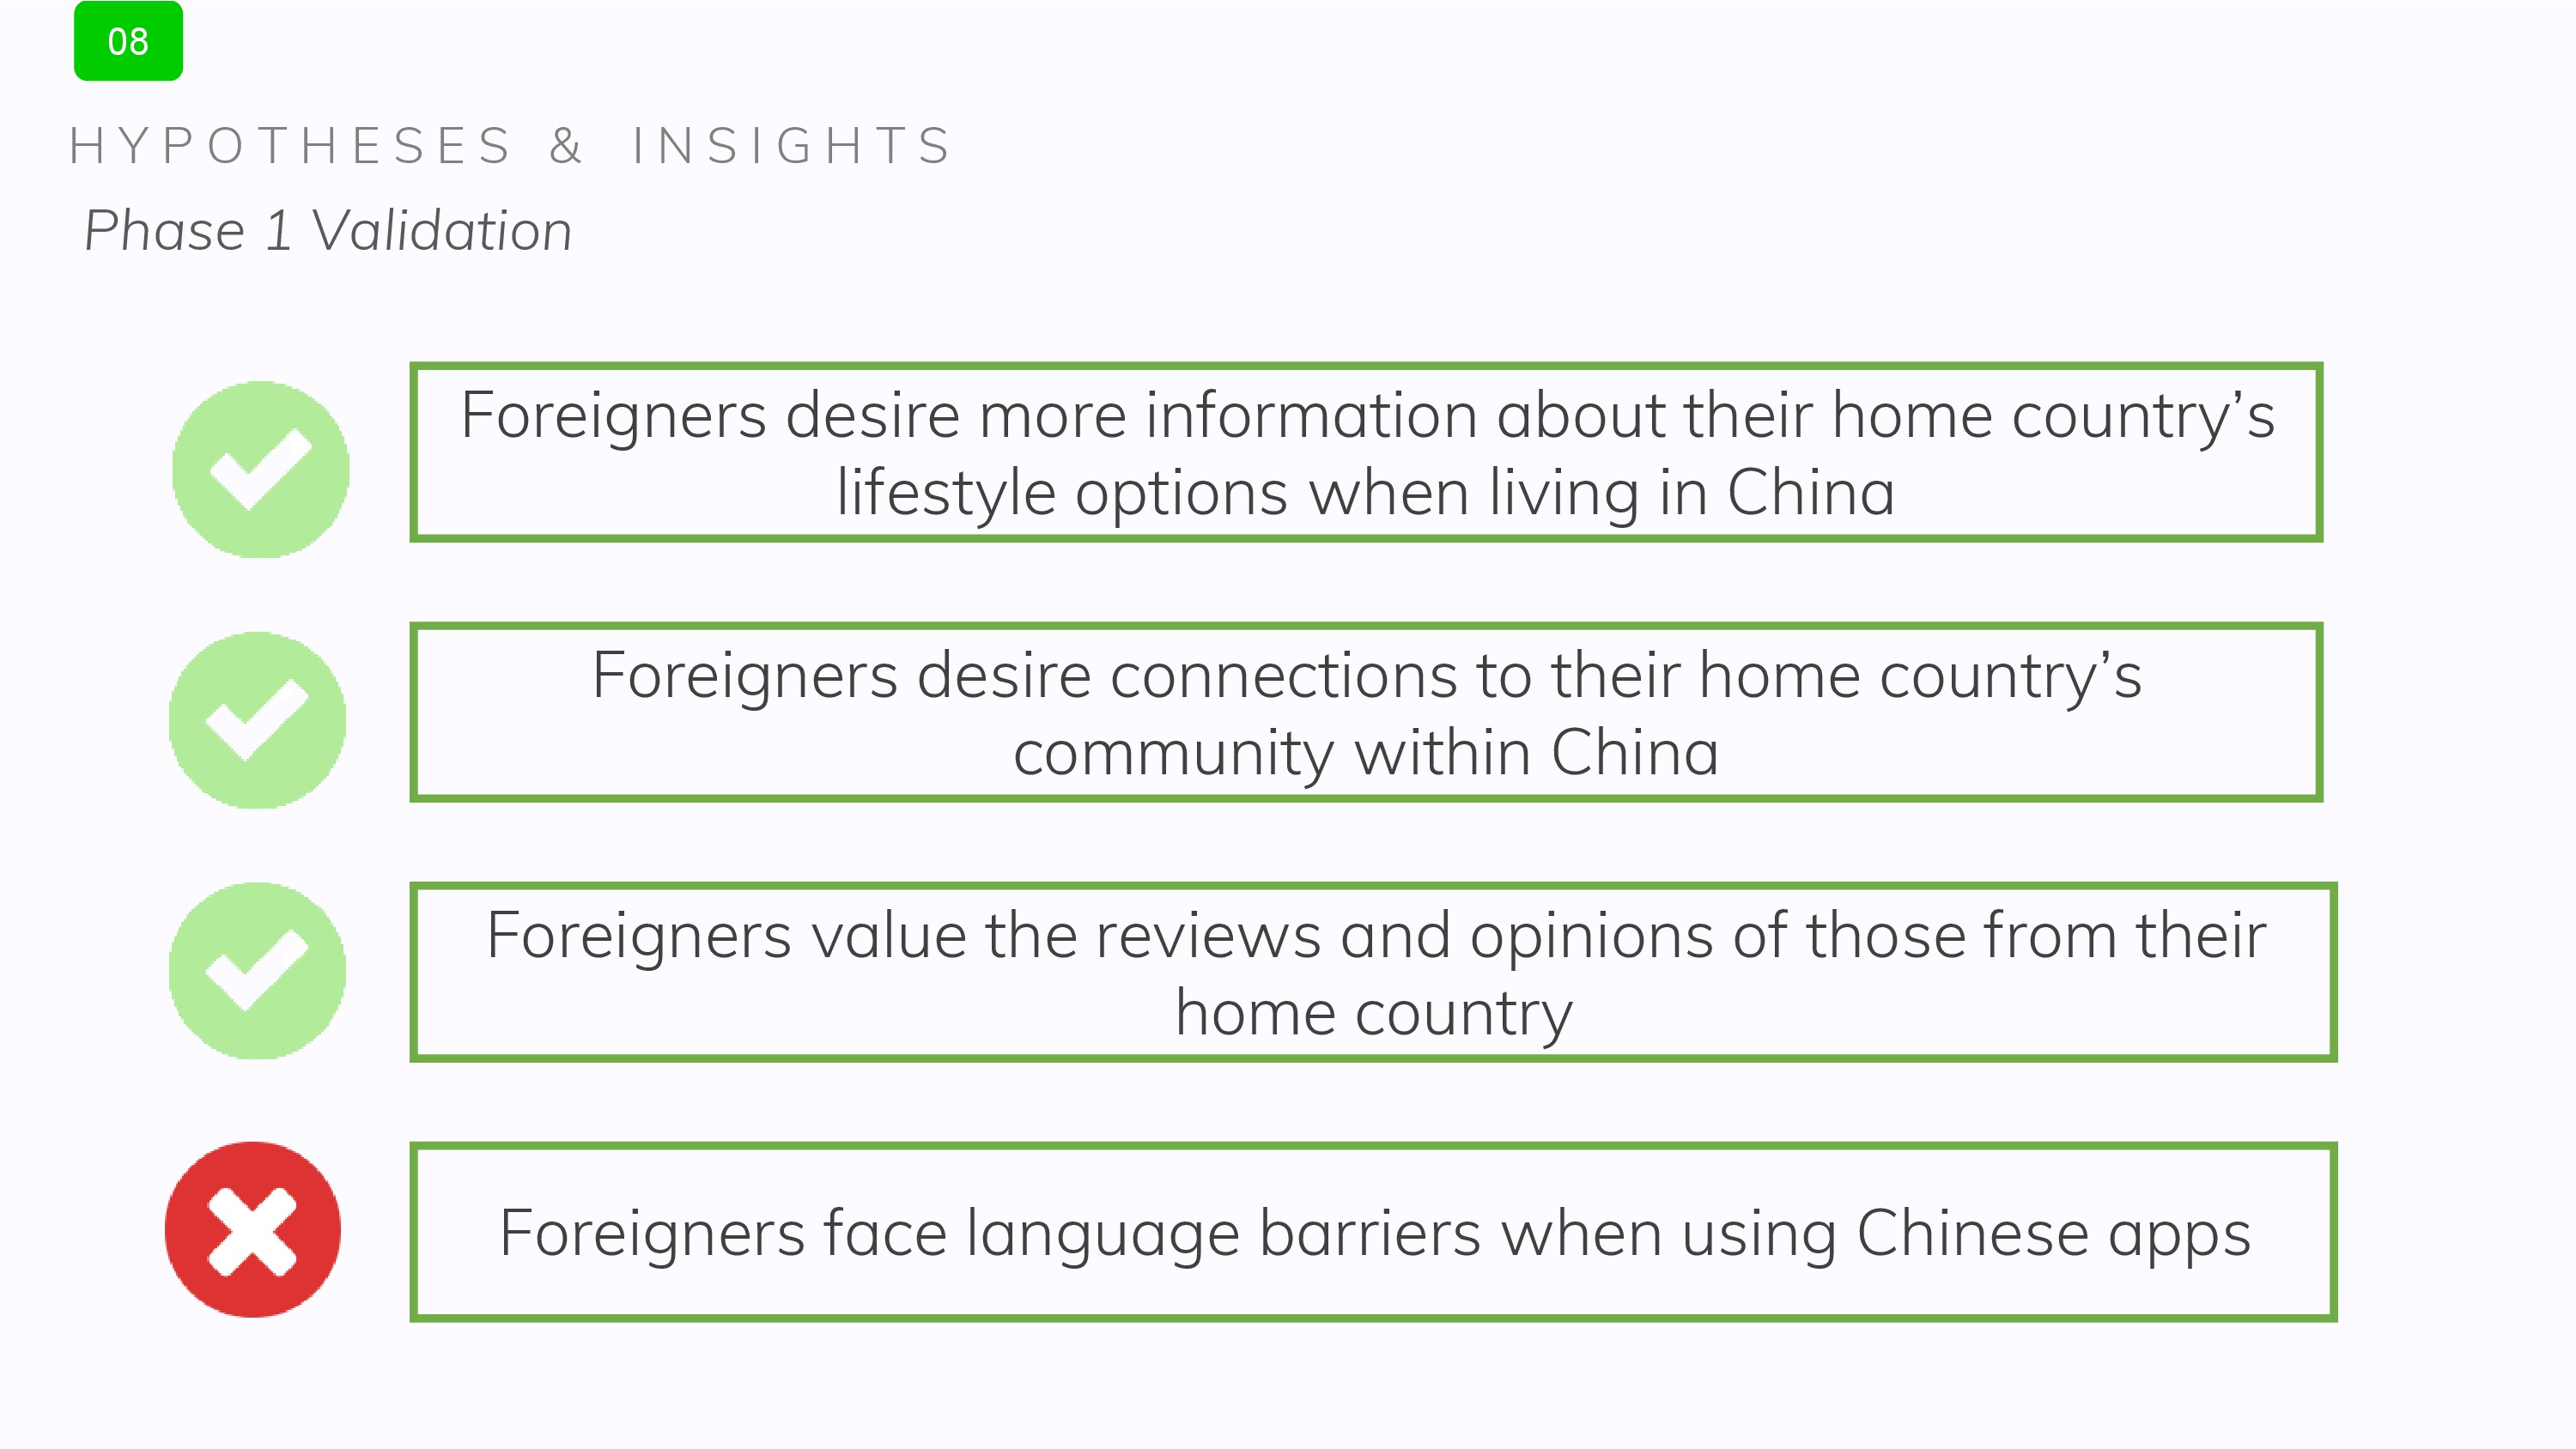 08
HYPOTHESES & INSIGHTS
Phase 1 Validation
Foreigners desire more information about their home country’s
lifestyle options when living in China
Foreigners desire connections to their home country’s
community within China
Foreigners value the reviews and opinions of those from their
home country
Foreigners face language barriers when using Chinese apps